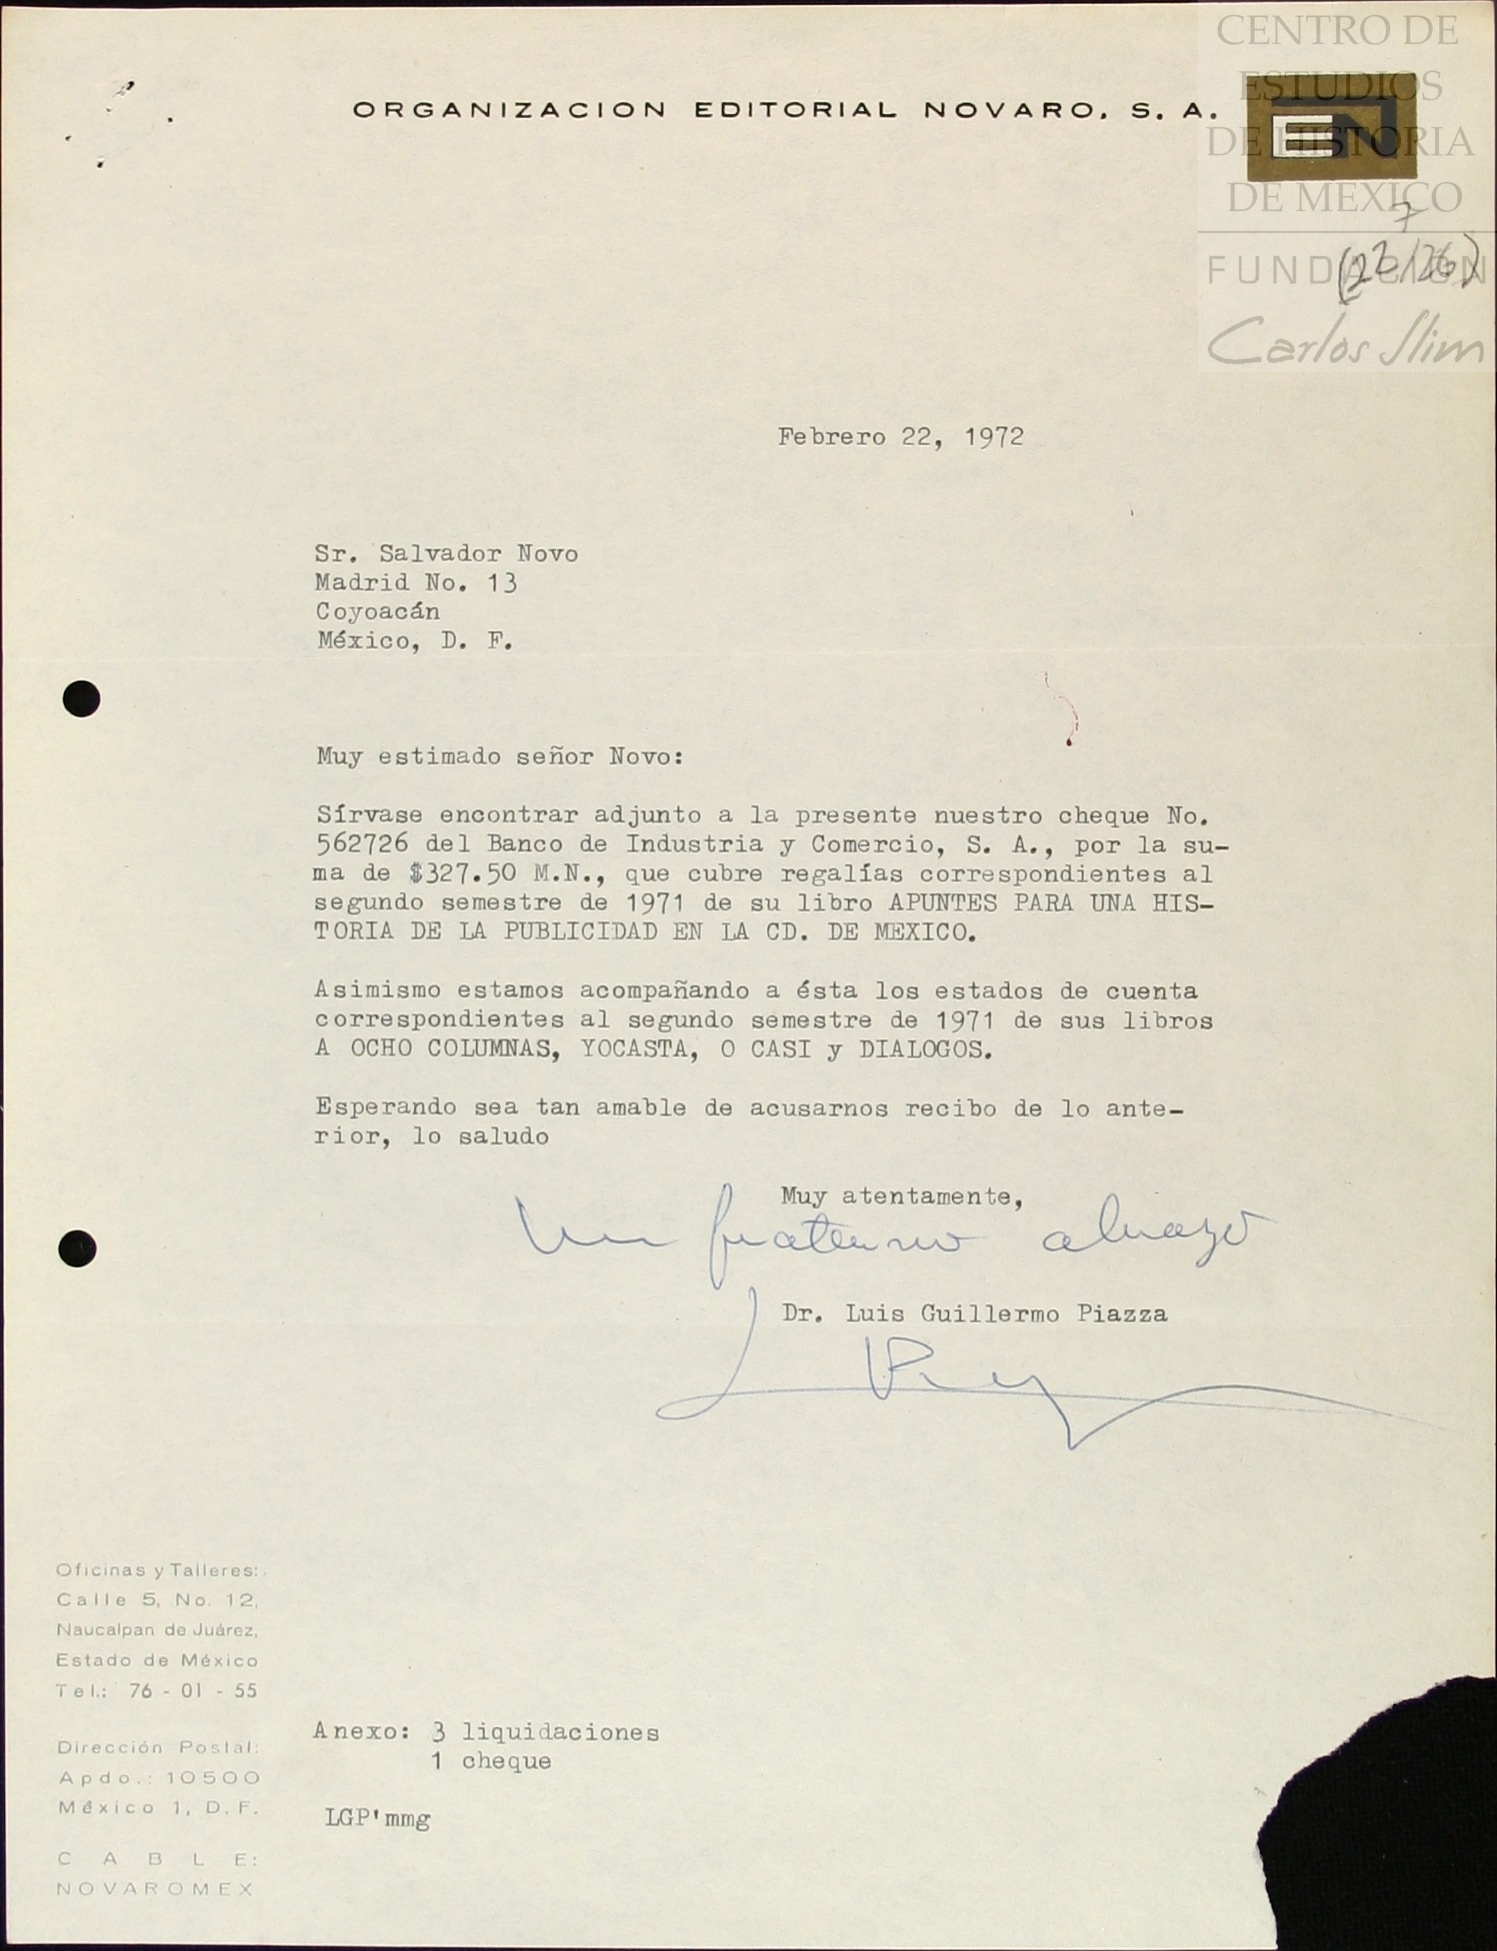 ORGANIZACION EDITORIAL NOVARO, S. A.
EN
CENTRO DE
ESTUDIOS
DE HISTORIA
DE MEXICO
FUNDACIÓN
Carlos Slim
7
Febrero 22, 1972
Sr. Salvador Novo
Madrid No. 13
Coyoacán
México, D. F.
Muy estimado señor Novo:
Sírvase encontrar adjunto a la presente nuestro cheque No.
562726 del Banco de Industria y Comercio, S. A., por la su-
ma de $327.50 M.N., que cubre regalías correspondientes al
segundo semestre de 1971 de su libro APUNTES PARA UNA HIS-
TORIA DE LA PUBLICIDAD EN LA CD. DE MEXICO.
Asimismo estamos acompañando a ésta los estados de cuenta
correspondientes al segundo semestre de 1971 de sus libros
A OCHO COLUMNAS, YOCASTA, O CASI y DIALOGOS.
Esperando sea tan amable de acusarnos recibo de lo ante-
rior, lo saludo
Muy atentamente,
Un fraterno abrazo
Dr. Luis Guillermo Piazza
Oficinas y Talleres:
Calle 5, No. 12,
Naucalpan de Juárez,
Estado de México
Tel.: 76 - 01 - 55
Dirección Postal:
Apdo.: 10500
México 1, D. F.
CABLE:
NOVAROMEX
Anexo: 3 liquidaciones
1 cheque
LGP'mmg